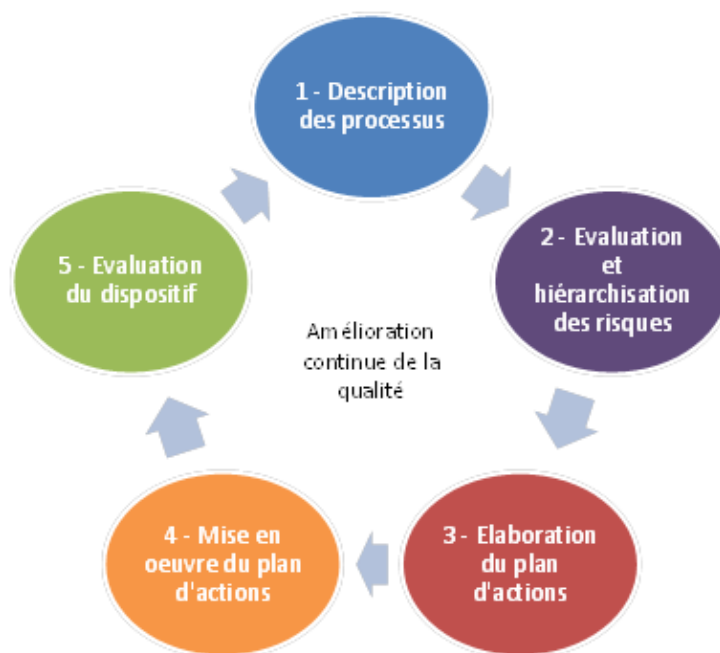 1 - Description
des processus
2 - Evaluation
et
hiérarchisation
des risques
3 - Elaboration
du plan
d'actions
4 - Mise en
oeuvre du plan
d'actions
5 - Evaluation
du dispositif
Amélioration
continue de la
qualité